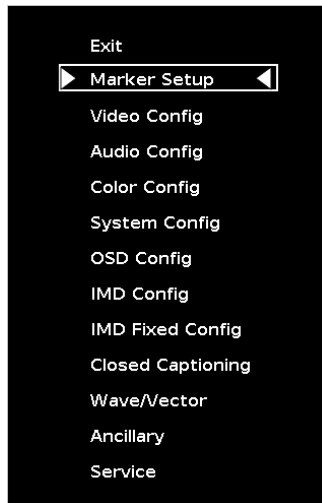 Exit
Marker Setup
Video Config
Audio Config
Color Config
System Config
OSD Config
IMD Config
IMD Fixed Config
Closed Captioning
Wave/Vector
Ancillary
Service